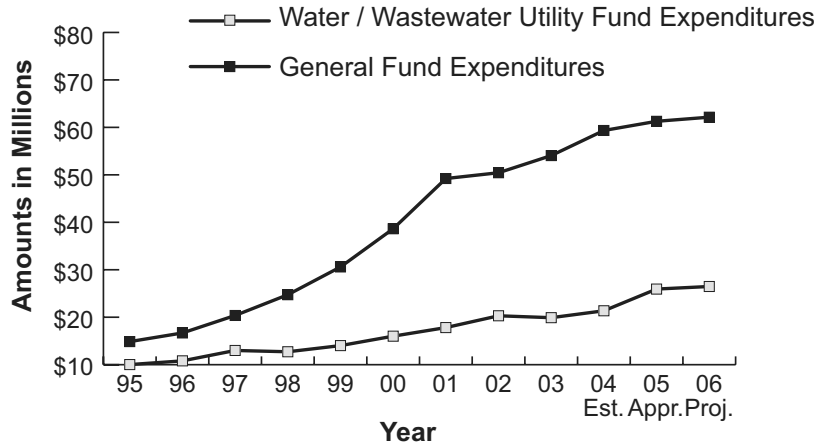 Water / Wastewater Utility Fund Expenditures
General Fund Expenditures
Amounts in Millions
$80
$70
$60
$50
$40
$30
$20
$10
95 96 97 98 99 00 01 02 03 04 05 06
Est. Appr. Proj.
Year